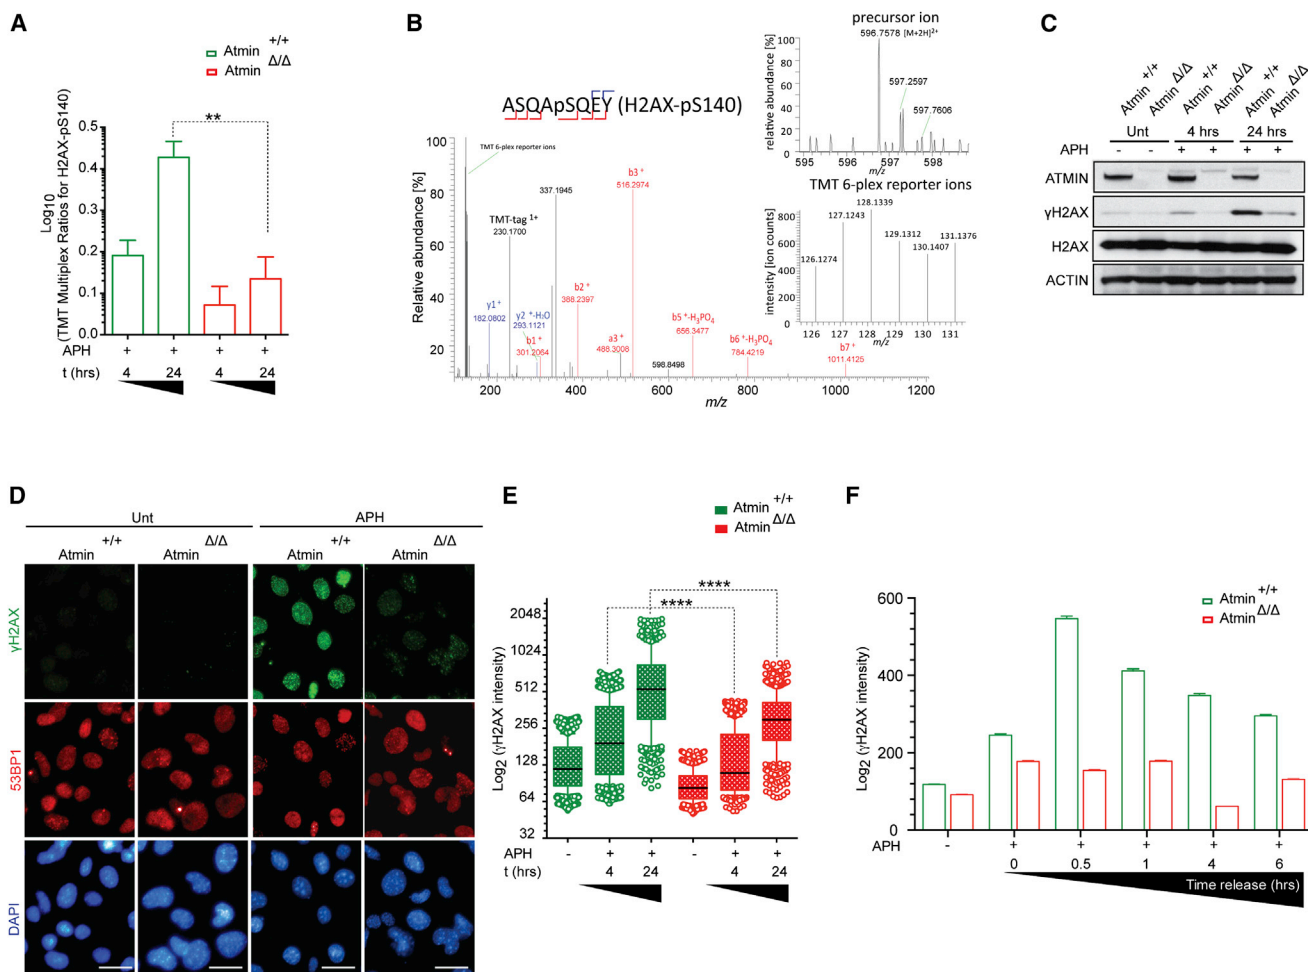 A
Atmin +/+
Atmin Δ/Δ
Log10
(TMT Multiplex Ratios for H2AX-pS140)
0.5
0.4
0.3
0.2
0.1
0.0
**
APH + + + +
t (hrs) 4 24 4 24
B
ASQApSQEY (H2AX-pS140)
Relative abundance [%]
100
80
60
40
20
TMT 6-plex reporter ions
TMT-tag 1+
230.1700
337.1945
b3 +
516.2974
y1 +
182.0802
y2 +-H₃O
293.1121
b1 +
301.2064
b2 +
388.2397
a3 +
488.3008
598.8498
b5 +-H₃PO₄
656.3477
b6 +-H₃PO₄
784.4219
b7 +
1011.4125
200 400 600 800 1000 1200
m/z
precursor ion
596.7578 [M+2H]2+
597.2597
597.7606
relative abundance [%]
100
80
60
40
20
0
595 596 597 598
m/z
TMT 6-plex reporter ions
intensity [ion counts]
800
600
400
200
0
126.1274
127.1243
128.1339
129.1312
130.1407
131.1376
126 127 128 129 130 131
m/z
C
Atmin +/+
Atmin Δ/Δ
Atmin +/+
Atmin Δ/Δ
Atmin +/+
Atmin Δ/Δ
Unt 4 hrs 24 hrs
APH - - + + + +
ATMIN
γH2AX
H2AX
ACTIN
D
Unt APH
Atmin +/+ Atmin Δ/Δ Atmin +/+ Atmin Δ/Δ
γH2AX
53BP1
DAPI
E
Atmin +/+
Atmin Δ/Δ
Log2 (γH2AX intensity)
2048
1024
512
256
128
64
32
****
****
APH - + + - + +
t (hrs) 4 24 4 24
F
Atmin +/+
Atmin Δ/Δ
Log2 (γH2AX intensity)
600
400
200
0
APH - + + + + +
0 0.5 1 4 6
Time release (hrs)